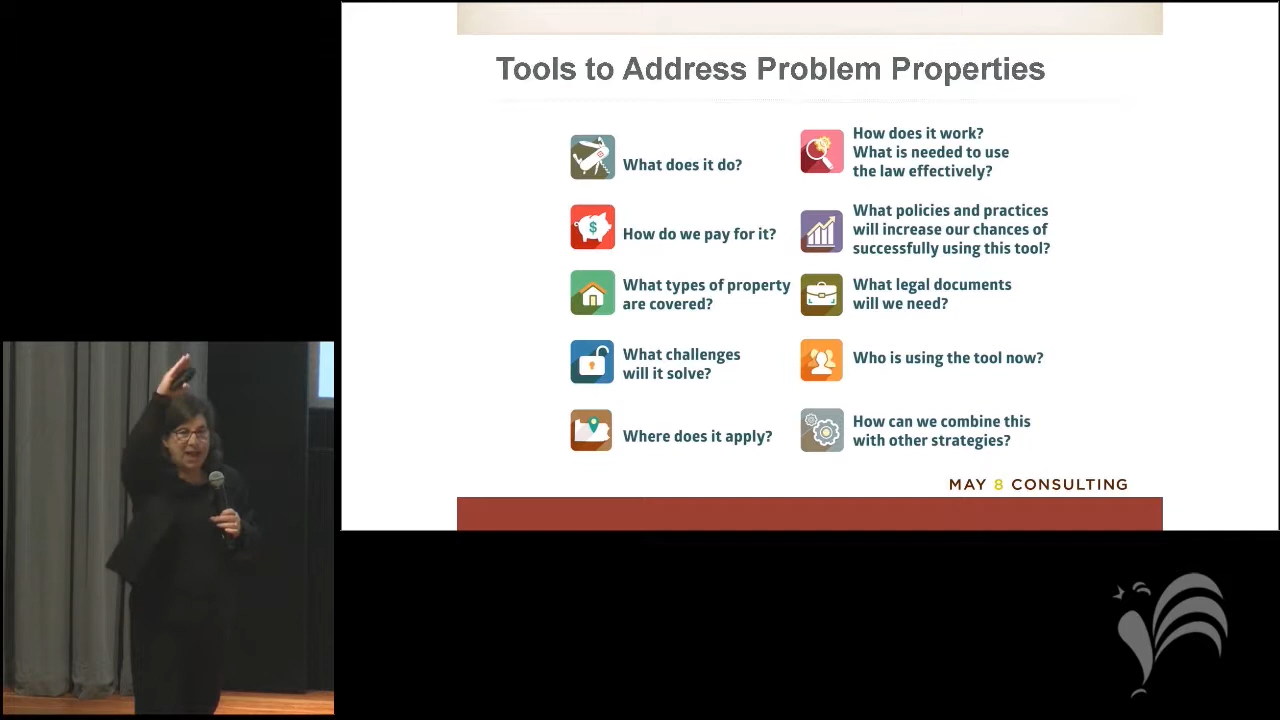 Tools to Address Problem Properties
What does it do?
How do we pay for it?
What types of property
are covered?
What challenges
will it solve?
Where does it apply?
How does it work?
What is needed to use
the law effectively?
What policies and practices
will increase our chances of
successfully using this tool?
What legal documents
will we need?
Who is using the tool now?
How can we combine this
with other strategies?
MAY 8 CONSULTING